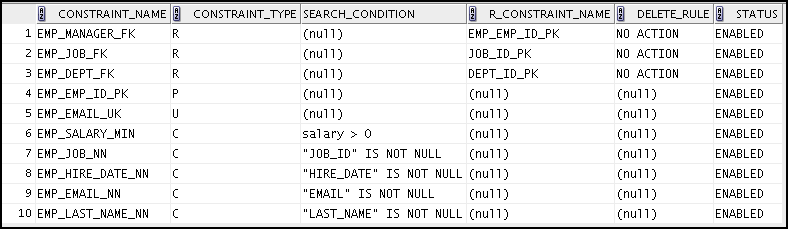 CONSTRAINT_NAME CONSTRAINT_TYPE SEARCH_CONDITION R_CONSTRAINT_NAME DELETE_RULE STATUS
1 EMP_MANAGER_FK R (null) EMP_EMP_ID_PK NO ACTION ENABLED
2 EMP_JOB_FK R (null) JOB_ID_PK NO ACTION ENABLED
3 EMP_DEPT_FK R (null) DEPT_ID_PK NO ACTION ENABLED
4 EMP_EMP_ID_PK P (null) (null) (null) ENABLED
5 EMP_EMAIL_UK U (null) (null) (null) ENABLED
6 EMP_SALARY_MIN C salary > 0 (null) (null) ENABLED
7 EMP_JOB_NN C "JOB_ID" IS NOT NULL (null) (null) ENABLED
8 EMP_HIRE_DATE_NN C "HIRE_DATE" IS NOT NULL (null) (null) ENABLED
9 EMP_EMAIL_NN C "EMAIL" IS NOT NULL (null) (null) ENABLED
10 EMP_LAST_NAME_NN C "LAST_NAME" IS NOT NULL (null) (null) ENABLED